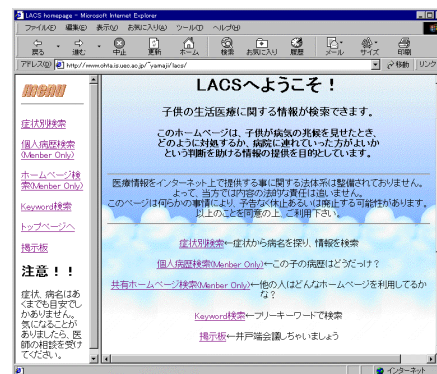 LACS homepage - Microsoft Internet Explorer
ファイル(F) 編集(E) 表示(V) お気に入り(A) ツール(T) ヘルプ(H)
戻る 進む 中止 更新 ホーム 検索 お気に入り 履歴 メール サイズ 印刷
アドレス(D) http://www.ohta.is.uec.ac.jp/~yamaji/lacs/ 移動 リンク
menu
症状別検索
個人病歴検索
(Menber Only)
ホームページ検
索(Menber Only)
Keyword検索
トップページへ
掲示板
注意！！
症状、病名はあ
くまでも目安でし
かありません。
気になることが
ありましたら、医
師の相談を受け
てください。
LACSへようこそ！
子供の生活医療に関する情報が検索できます。
このホームページは、子供が病気の兆候を見せたとき、
どのように対処するか、病院に連れていった方がよいか
という判断を助ける情報の提供を目的としています。
医療情報をインターネット上で提供する事に関する法体系は整備されておりません。
よって、当方では内容の法的な責任は追いません。
このページは何らかの事情により、予告なく休止あるいは廃止する可能性があります。
以上のことを同意の上、ご利用下さい。
症状別検索←症状から病名を探り、情報を検索
個人病歴検索(Menber Only)←この子の病歴はどうだっけ？
共有ホームページ検索(Menber Only)←他の人はどんなホームページを利用してるか
な？
Keyword検索←フリーキーワードで検索
掲示板←井戸端会議しちゃいましょう
インターネット